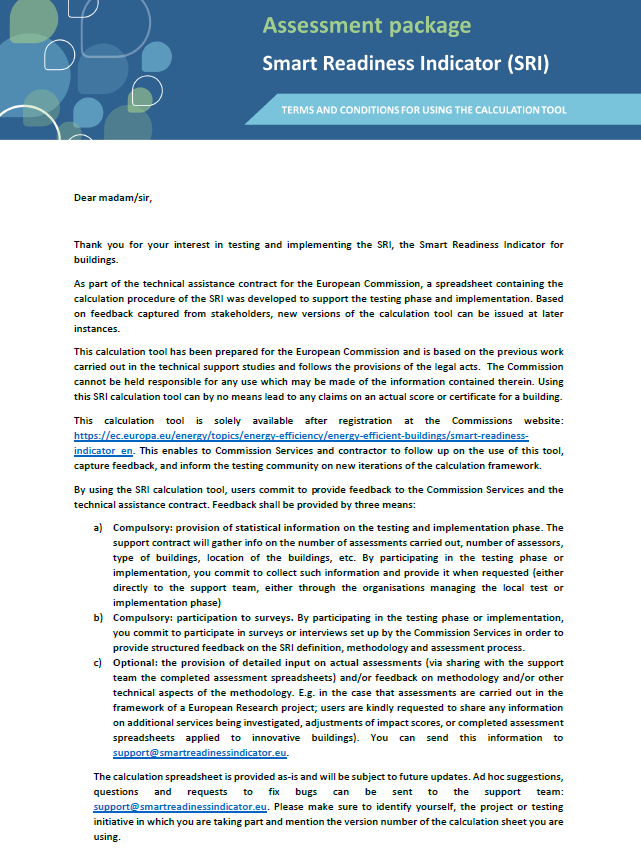 Assessment package
Smart Readiness Indicator (SRI)
TERMS AND CONDITIONS FOR USING THE CALCULATION TOOL
Dear madam/sir,
Thank you for your interest in testing and implementing the SRI, the Smart Readiness Indicator for
buildings.
As part of the technical assistance contract for the European Commission, a spreadsheet containing the
calculation procedure of the SRI was developed to support the testing phase and implementation. Based
on feedback captured from stakeholders, new versions of the calculation tool can be issued at later
instances.
This calculation tool has been prepared for the European Commission and is based on the previous work
carried out in the technical support studies and follows the provisions of the legal acts.  The Commission
cannot be held responsible for any use which may be made of the information contained therein. Using
this SRI calculation tool can by no means lead to any claims on an actual score or certificate for a building.
This calculation tool is solely available after registration at the Commissions website:
https://ec.europa.eu/energy/topics/energy-efficiency/energy-efficient-buildings/smart-readiness-
indicator_en. This enables to Commission Services and contractor to follow up on the use of this tool,
capture feedback, and inform the testing community on new iterations of the calculation framework.
By using the SRI calculation tool, users commit to provide feedback to the Commission Services and the
technical assistance contract. Feedback shall be provided by three means:
a) Compulsory: provision of statistical information on the testing and implementation phase. The
support contract will gather info on the number of assessments carried out, number of assessors,
type of buildings, location of the buildings, etc. By participating in the testing phase or
implementation, you commit to collect such information and provide it when requested (either
directly to the support team, either through the organisations managing the local test or
implementation phase)
b) Compulsory: participation to surveys. By participating in the testing phase or implementation,
you commit to participate in surveys or interviews set up by the Commission Services in order to
provide structured feedback on the SRI definition, methodology and assessment process.
c) Optional: the provision of detailed input on actual assessments (via sharing with the support
team the completed assessment spreadsheets) and/or feedback on methodology and/or other
technical aspects of the methodology. E.g. in the case that assessments are carried out in the
framework of a European Research project; users are kindly requested to share any information
on additional services being investigated, adjustments of impact scores, or completed assessment
spreadsheets applied to innovative buildings). You can send this information to
support@smartreadinessindicator.eu.
The calculation spreadsheet is provided as-is and will be subject to future updates. Ad hoc suggestions,
questions and requests to fix bugs can be sent to the support team:
support@smartreadinessindicator.eu. Please make sure to identify yourself, the project or testing
initiative in which you are taking part and mention the version number of the calculation sheet you are
using.